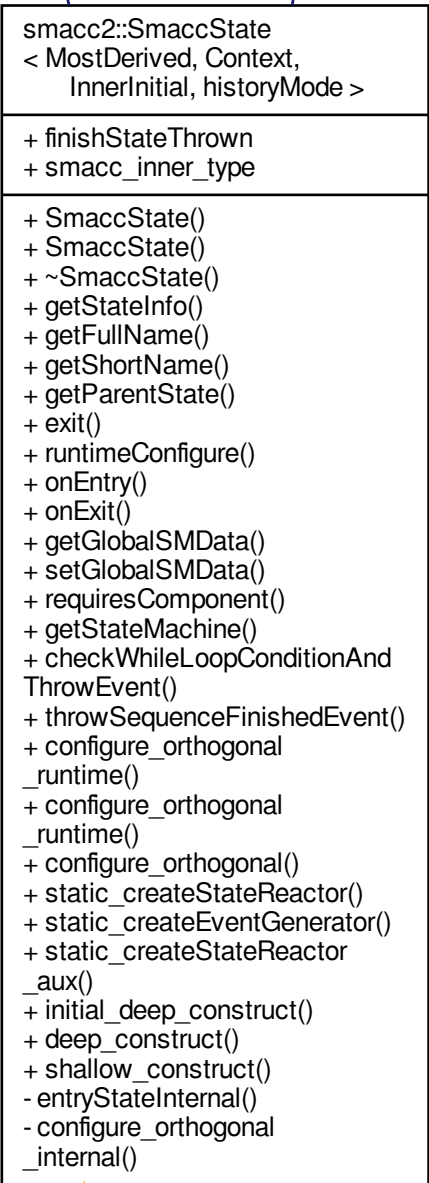 smacc2::SmaccState
< MostDerived, Context,
InnerInitial, historyMode >
+ finishStateThrown
+ smacc_inner_type
+ SmaccState()
+ SmaccState()
+ ~SmaccState()
+ getStateInfo()
+ getFullName()
+ getShortName()
+ getParentState()
+ exit()
+ runtimeConfigure()
+ onEntry()
+ onExit()
+ getGlobalSMData()
+ setGlobalSMData()
+ requiresComponent()
+ getStateMachine()
+ checkWhileLoopConditionAnd
ThrowEvent()
+ throwSequenceFinishedEvent()
+ configure_orthogonal
_runtime()
+ configure_orthogonal
_runtime()
+ configure_orthogonal()
+ static_createStateReactor()
+ static_createEventGenerator()
+ static_createStateReactor
_aux()
+ initial_deep_construct()
+ deep_construct()
+ shallow_construct()
- entryStateInternal()
- configure_orthogonal
_internal()